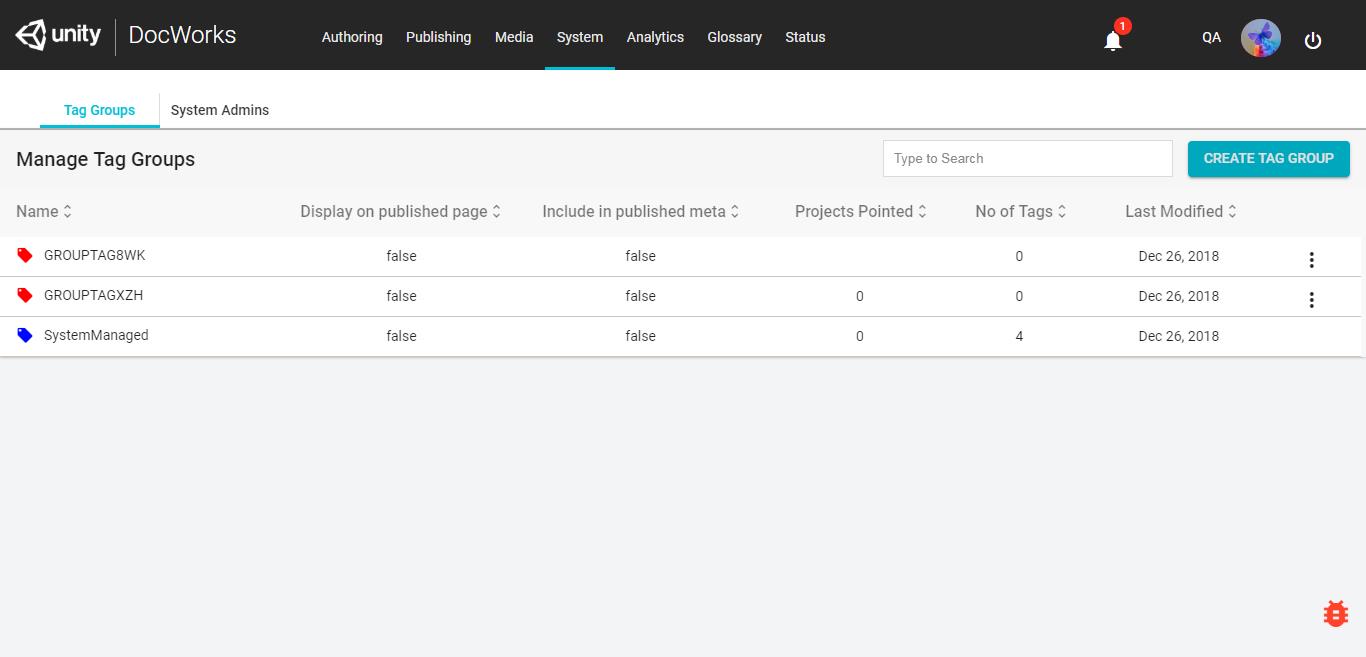 unity DocWorks Authoring Publishing Media System Analytics Glossary Status 1 QA
Tag Groups System Admins
Manage Tag Groups Type to Search CREATE TAG GROUP
Name Display on published page Include in published meta Projects Pointed No of Tags Last Modified
GROUPTAG8WK false false 0 Dec 26, 2018
GROUPTAGXZH false false 0 0 Dec 26, 2018
SystemManaged false false 0 4 Dec 26, 2018